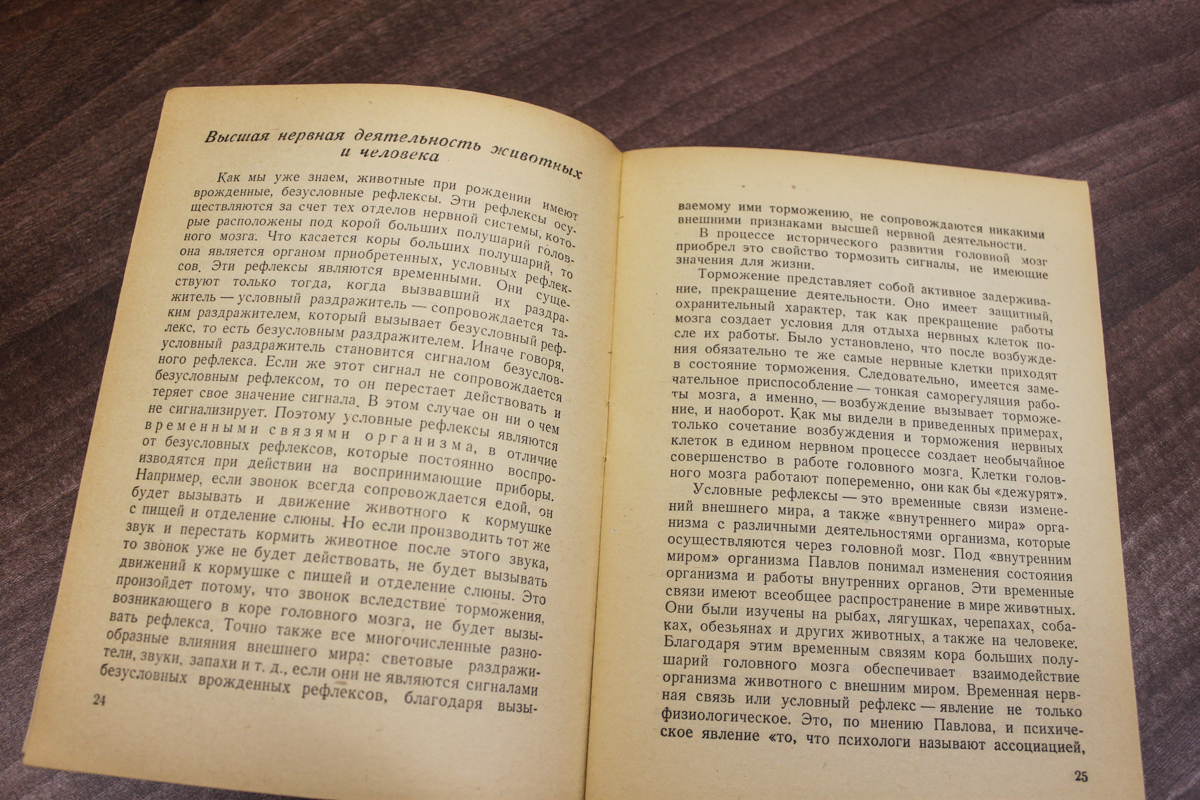 Высшая нервная деятельность животных
и человека
Как мы уже знаем, животные при рождении имеют
врожденные, безусловные рефлексы. Эти рефлексы осу-
ществляются за счет тех отделов нервной системы, кото-
рые расположены под корой больших полушарий голов-
ного мозга. Что касается коры больших полушарий, то
она является органом приобретенных, условных рефлек-
сов. Эти рефлексы являются временными. Они суще-
ствуют только тогда, когда вызвавший их раздра-
житель — условный раздражитель — сопровождается та-
ким раздражителем, который вызывает безусловный реф-
лекс, то есть безусловным раздражителем. Иначе говоря,
условный раздражитель становится сигналом безуслов-
ного рефлекса. Если же этот сигнал не сопровождается
безусловным рефлексом, то он перестает действовать и
теряет свое значение сигнала. В этом случае он ни о чем
не сигнализирует. Поэтому условные рефлексы являются
временными связями организма, в отличие
от безусловных рефлексов, которые постоянно воспро-
изводятся при действии на воспринимающие приборы.
Например, если звонок всегда сопровождается едой, он
будет вызывать и движение животного к кормушке
с пищей и отделение слюны. Но если производить тот же
звук и перестать кормить животное после этого звука,
то звонок уже не будет действовать, не будет вызывать
движений к кормушке с пищей и отделение слюны. Это
произойдет потому, что звонок вследствие торможения,
возникающего в коре головного мозга, не будет вызы-
вать рефлекса. Точно также все многочисленные разно-
образные влияния внешнего мира: световые раздражи-
тели, звуки, запахи и т. д., если они не являются сигналами
безусловных врожденных рефлексов, благодаря вызы-
24
ваемому ими торможению, не сопровождаются никакими
внешними признаками высшей нервной деятельности.
В процессе исторического развития головной мозг
приобрел это свойство тормозить сигналы, не имеющие
значения для жизни.
Торможение представляет собой активное задержива-
ние, прекращение деятельности. Оно имеет защитный,
охранительный характер, так как прекращение работы
мозга создает условия для отдыха нервных клеток по-
сле их работы. Было установлено, что после возбужде-
ния обязательно те же самые нервные клетки приходят
в состояние торможения. Следовательно, имеется заме-
чательное приспособление — тонкая саморегуляция рабо-
ты мозга, а именно, — возбуждение вызывает торможе-
ние, и наоборот. Как мы видели в приведенных примерах,
только сочетание возбуждения и торможения нервных
клеток в едином нервном процессе создает необычайное
совершенство в работе головного мозга. Клетки голов-
ного мозга работают попеременно, они как бы «дежурят».
Условные рефлексы — это временные связи измене-
ний внешнего мира, а также «внутреннего мира» орга-
низма с различными деятельностями организма, которые
осуществляются через головной мозг. Под «внутренним
миром» организма Павлов понимал изменения состояния
организма и работы внутренних органов. Эти временные
связи имеют всеобщее распространение в мире животных.
Они были изучены на рыбах, лягушках, черепахах, соба-
ках, обезьянах и других животных, а также на человеке.
Благодаря этим временным связям кора больших полу-
шарий головного мозга обеспечивает взаимодействие
организма животного с внешним миром. Временная нерв-
ная связь или условный рефлекс — явление не только
физиологическое. Это, по мнению Павлова, и психиче-
ское явление «то, что психологи называют ассоциацией,
25